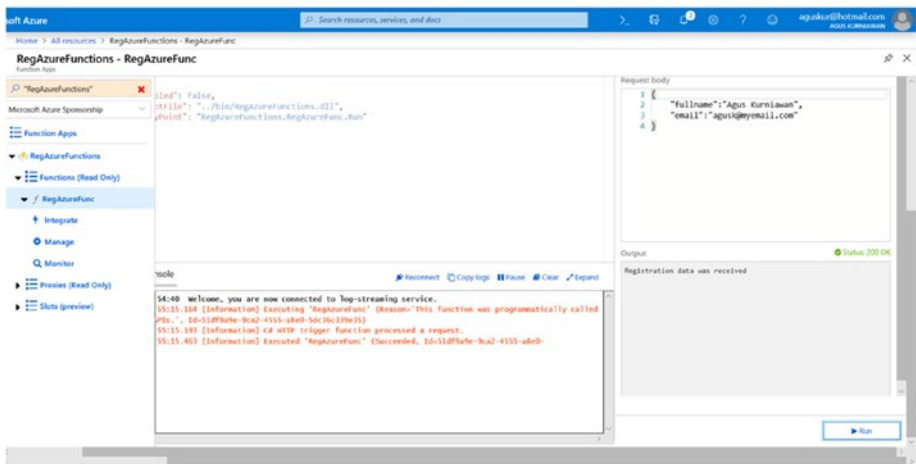 soft Azure
Search resources, services, and docs
2
aguskur@hotmail.com
AGUS KURNIAWAN
Home > All resources > RegAzureFunctions - RegAzureFunc
RegAzureFunctions - RegAzureFunc
Function Apps
"RegAzureFunctions"
Microsoft Azure Sponsorship
Function Apps
RegAzureFunctions
Functions (Read Only)
RegAzureFunc
Integrate
Manage
Monitor
Proxies (Read Only)
Slots (preview)
bled": false,
ptFile": "../bin/RegAzureFunctions.dll",
yPoint": "RegAzureFunctions.RegAzureFunc.Run"
nsole
Reconnect Copy logs Pause Clear Expand
54:40 Welcome, you are now connected to log-streaming service.
55:15.164 [Information] Executing 'RegAzureFunc' (Reason='This function was programmatically called
APIs.', Id=51df9a9e-9ca2-4555-a8e0-5dc36c339e35)
55:15.193 [Information] C# HTTP trigger function processed a request.
55:15.463 [Information] Executed 'RegAzureFunc' (Succeeded, Id=51df9a9e-9ca2-4555-a8e0-
Request body
1 {
2 "fullname":"Agus Kurniawan",
3 "email":"agusk@myemail.com"
4 }
Output
Status: 200 OK
Registration data was received
Run